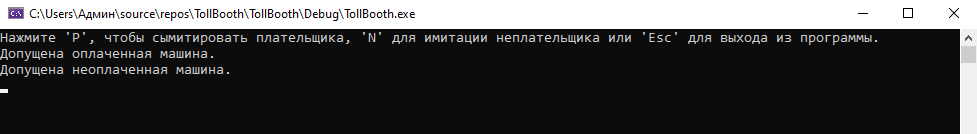 C:\Users\Админ\source\repos\TollBooth\TollBooth\Debug\TollBooth.exe
Нажмите 'P', чтобы сымитировать плательщика, 'N' для имитации неплательщика или 'Esc' для выхода из программы.
Допущена оплаченная машина.
Допущена неоплаченная машина.